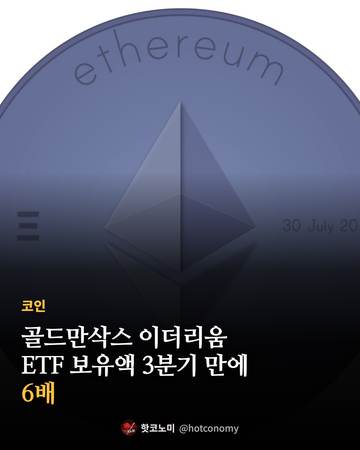 ethereum
30 July 20
코인
골드만삭스 이더리움
ETF 보유액 3분기 만에
6배
핫코노미 @hotconomy